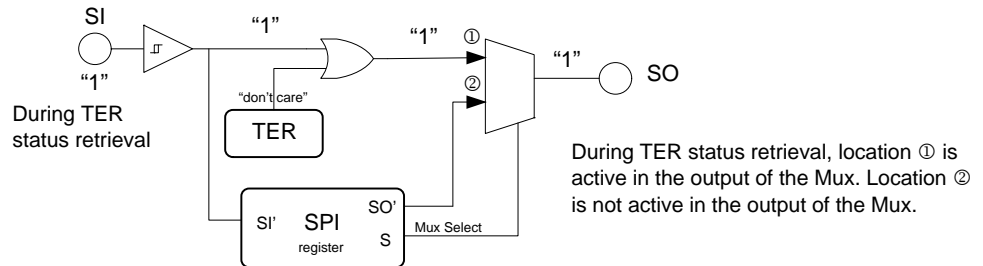 SI
“1”
“1”
①
“1”
SO
②
“1”
During TER
status retrieval
“don’t care”
TER
During TER status retrieval, location ① is
active in the output of the Mux. Location ②
is not active in the output of the Mux.
SI’
SPI
register
SO’
S
Mux Select